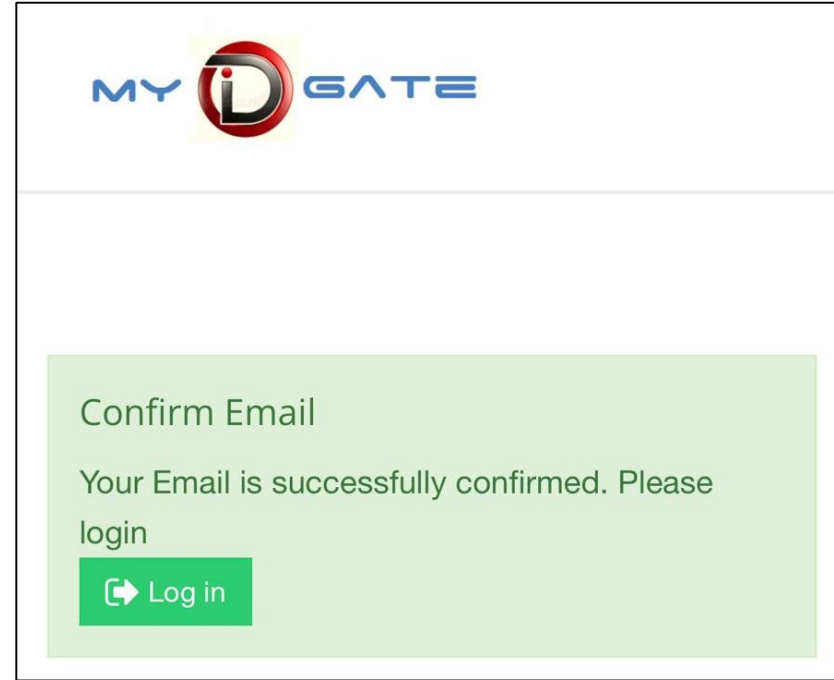 MY iD GATE
Confirm Email
Your Email is successfully confirmed. Please
login
Log in